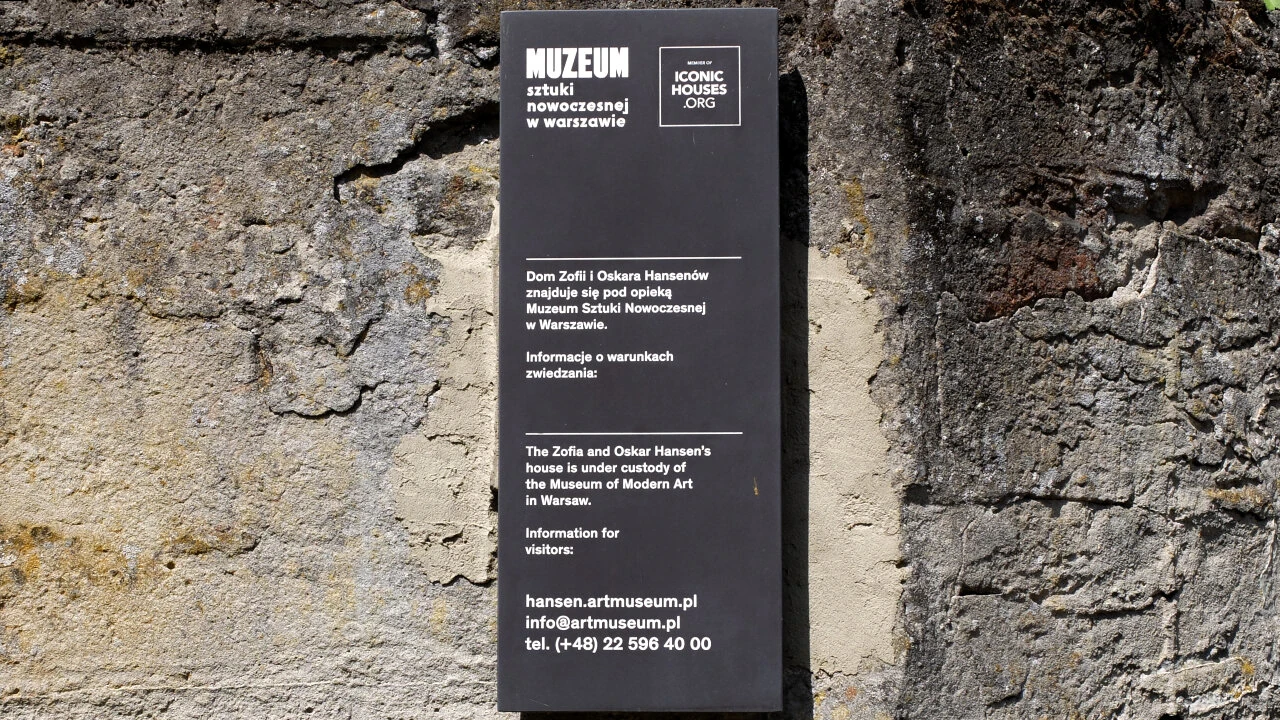 MUZEUM
sztuki
nowoczesnej
w warszawie
MEMBER OF
ICONIC
HOUSES
.ORG
Dom Zofii i Oskara Hansenów
znajduje się pod opieką
Muzeum Sztuki Nowoczesnej
w Warszawie.
Informacje o warunkach
zwiedzania:
The Zofia and Oskar Hansen's
house is under custody of
the Museum of Modern Art
in Warsaw.
Information for
visitors:
hansen.artmuseum.pl
info@artmuseum.pl
tel. (+48) 22 596 40 00